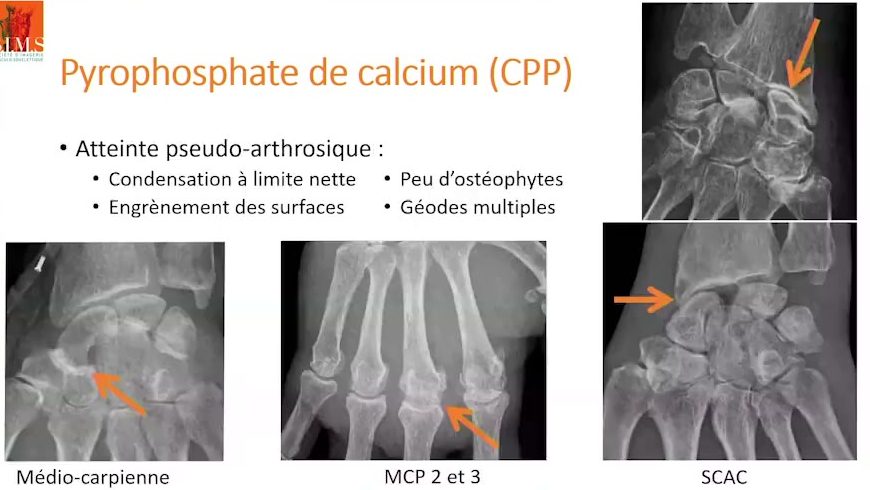 SIMS
Pyrophosphate de calcium (CPP)
• Atteinte pseudo-arthrosique :
• Condensation à limite nette
• Engrènement des surfaces
• Peu d'ostéophytes
• Géodes multiples
Médio-carpienne
MCP 2 et 3
SCAC